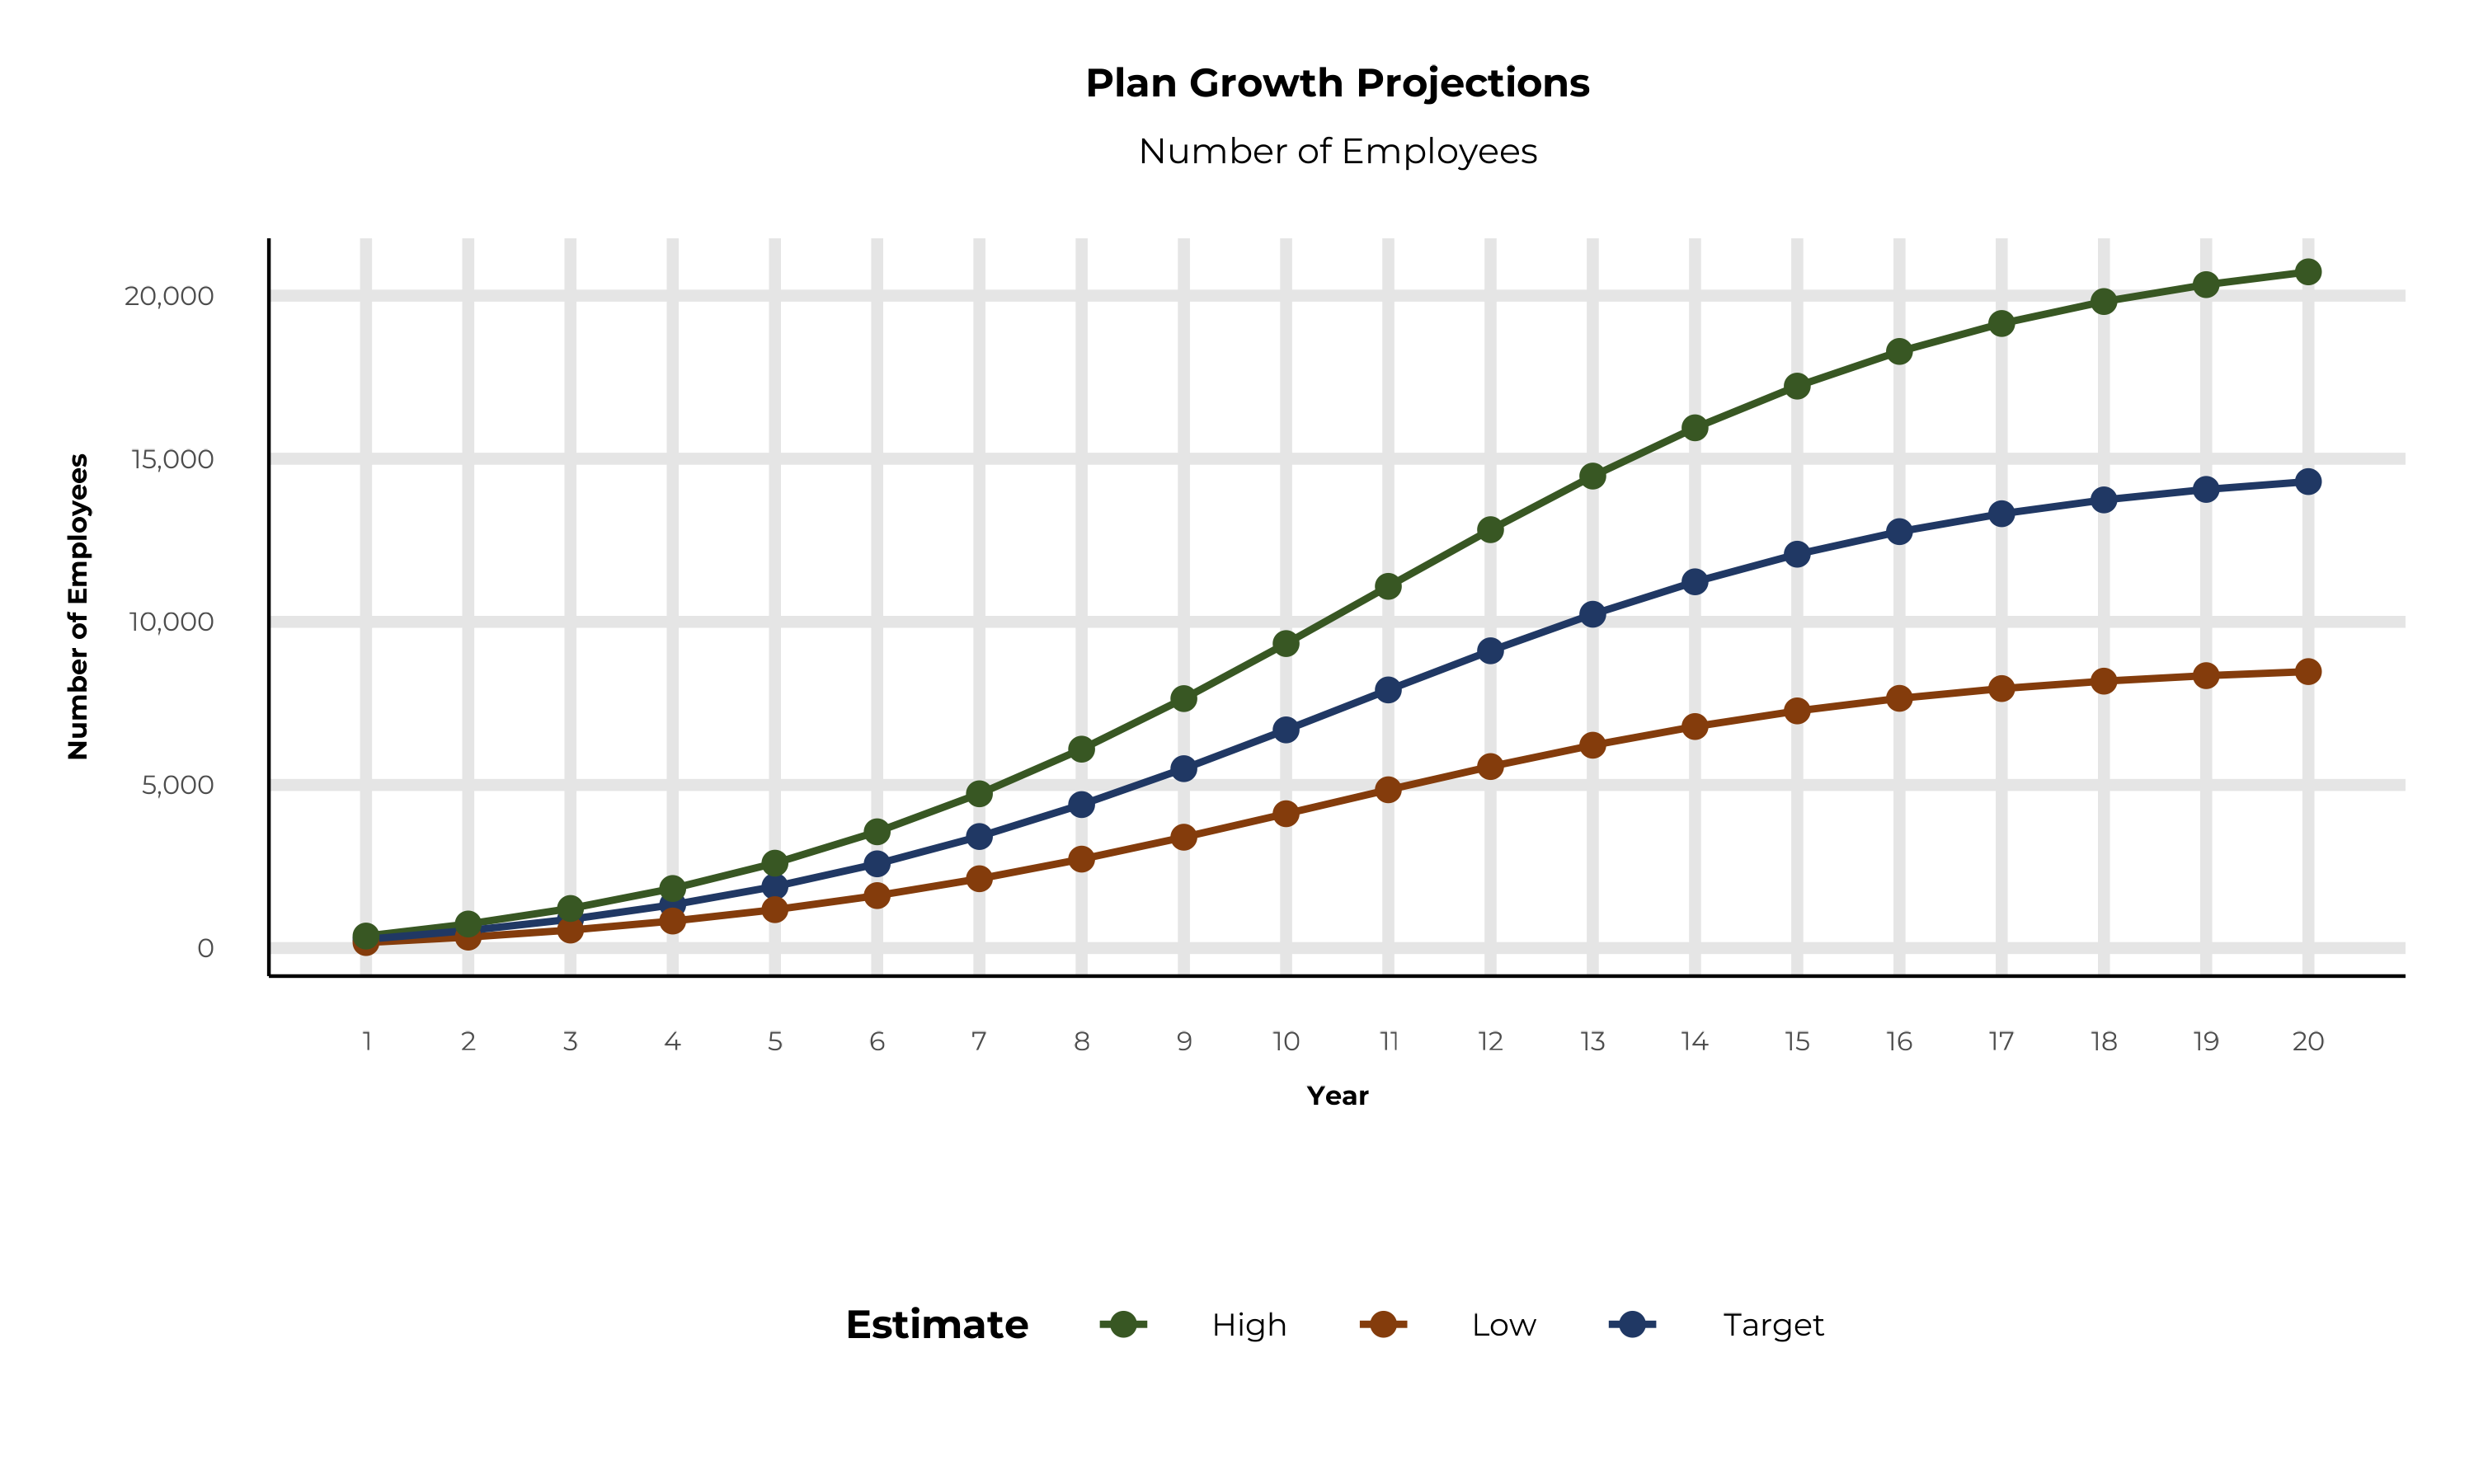 Plan Growth Projections
Number of Employees
Number of Employees
20,000
15,000
10,000
5,000
0
1 2 3 4 5 6 7 8 9 10 11 12 13 14 15 16 17 18 19 20
Year
Estimate High Low Target